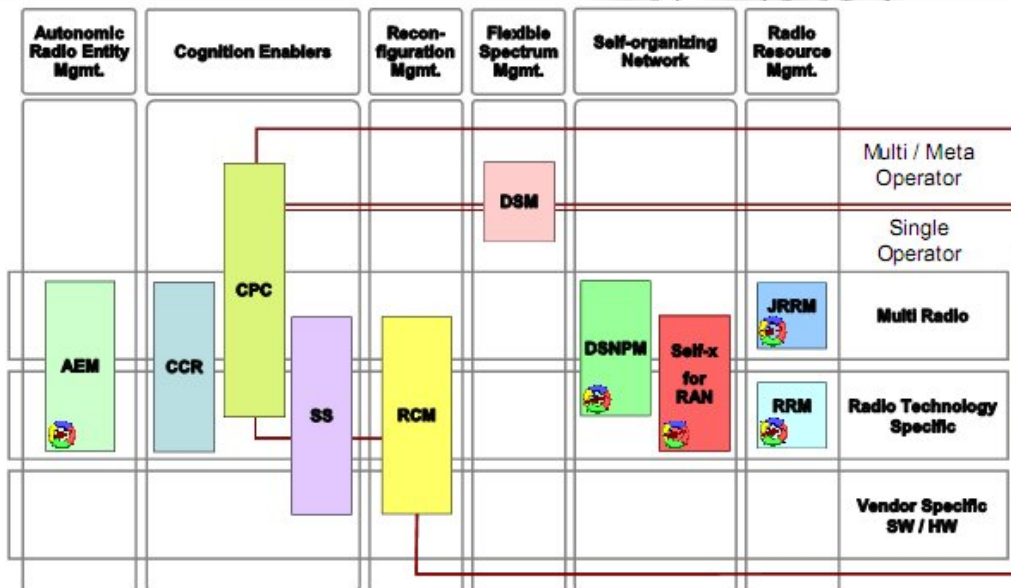 Autonomic
Radio Entity
Mgmt.
Cognition Enablers
Recon-
figuration
Mgmt.
Flexible
Spectrum
Mgmt.
Self-organizing
Network
Radio
Resource
Mgmt.
Multi / Meta
Operator
DSM
Single
Operator
CPC
JRRM
Multi Radio
AEM
CCR
DSNPM
Self-x
for
RAN
SS
RCM
RRM
Radio Technology
Specific
Vendor Specific
SW / HW